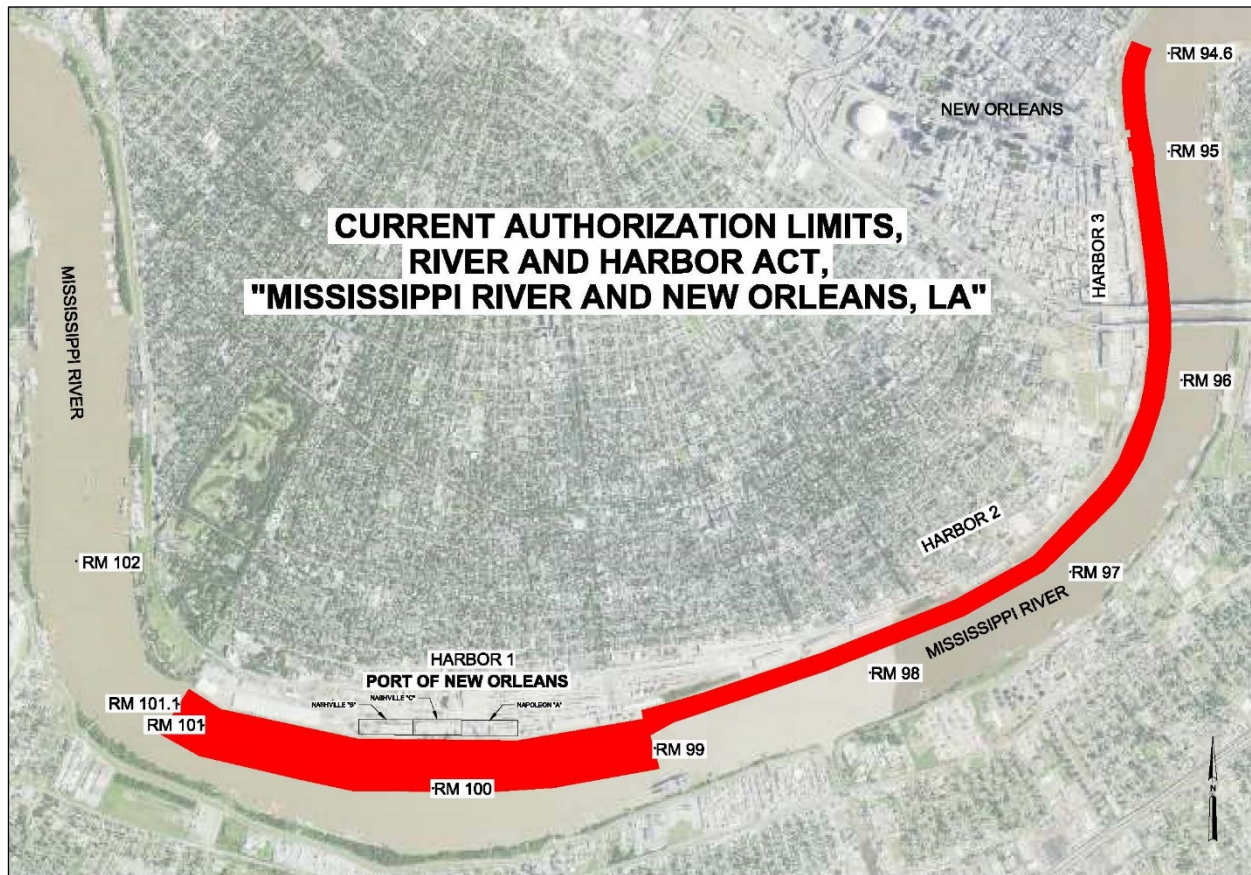 RM 94.6
NEW ORLEANS
RM 95
CURRENT AUTHORIZATION LIMITS,
RIVER AND HARBOR ACT,
"MISSISSIPPI RIVER AND NEW ORLEANS, LA"
HARBOR 3
MISSISSIPPI RIVER
RM 96
HARBOR 2
RM 102
RM 97
MISSISSIPPI RIVER
HARBOR 1
PORT OF NEW ORLEANS
RM 98
NASHVILLE "B"
NASHVILLE "C"
NAPOLEON "A"
RM 101.1
RM 101
RM 99
RM 100
N